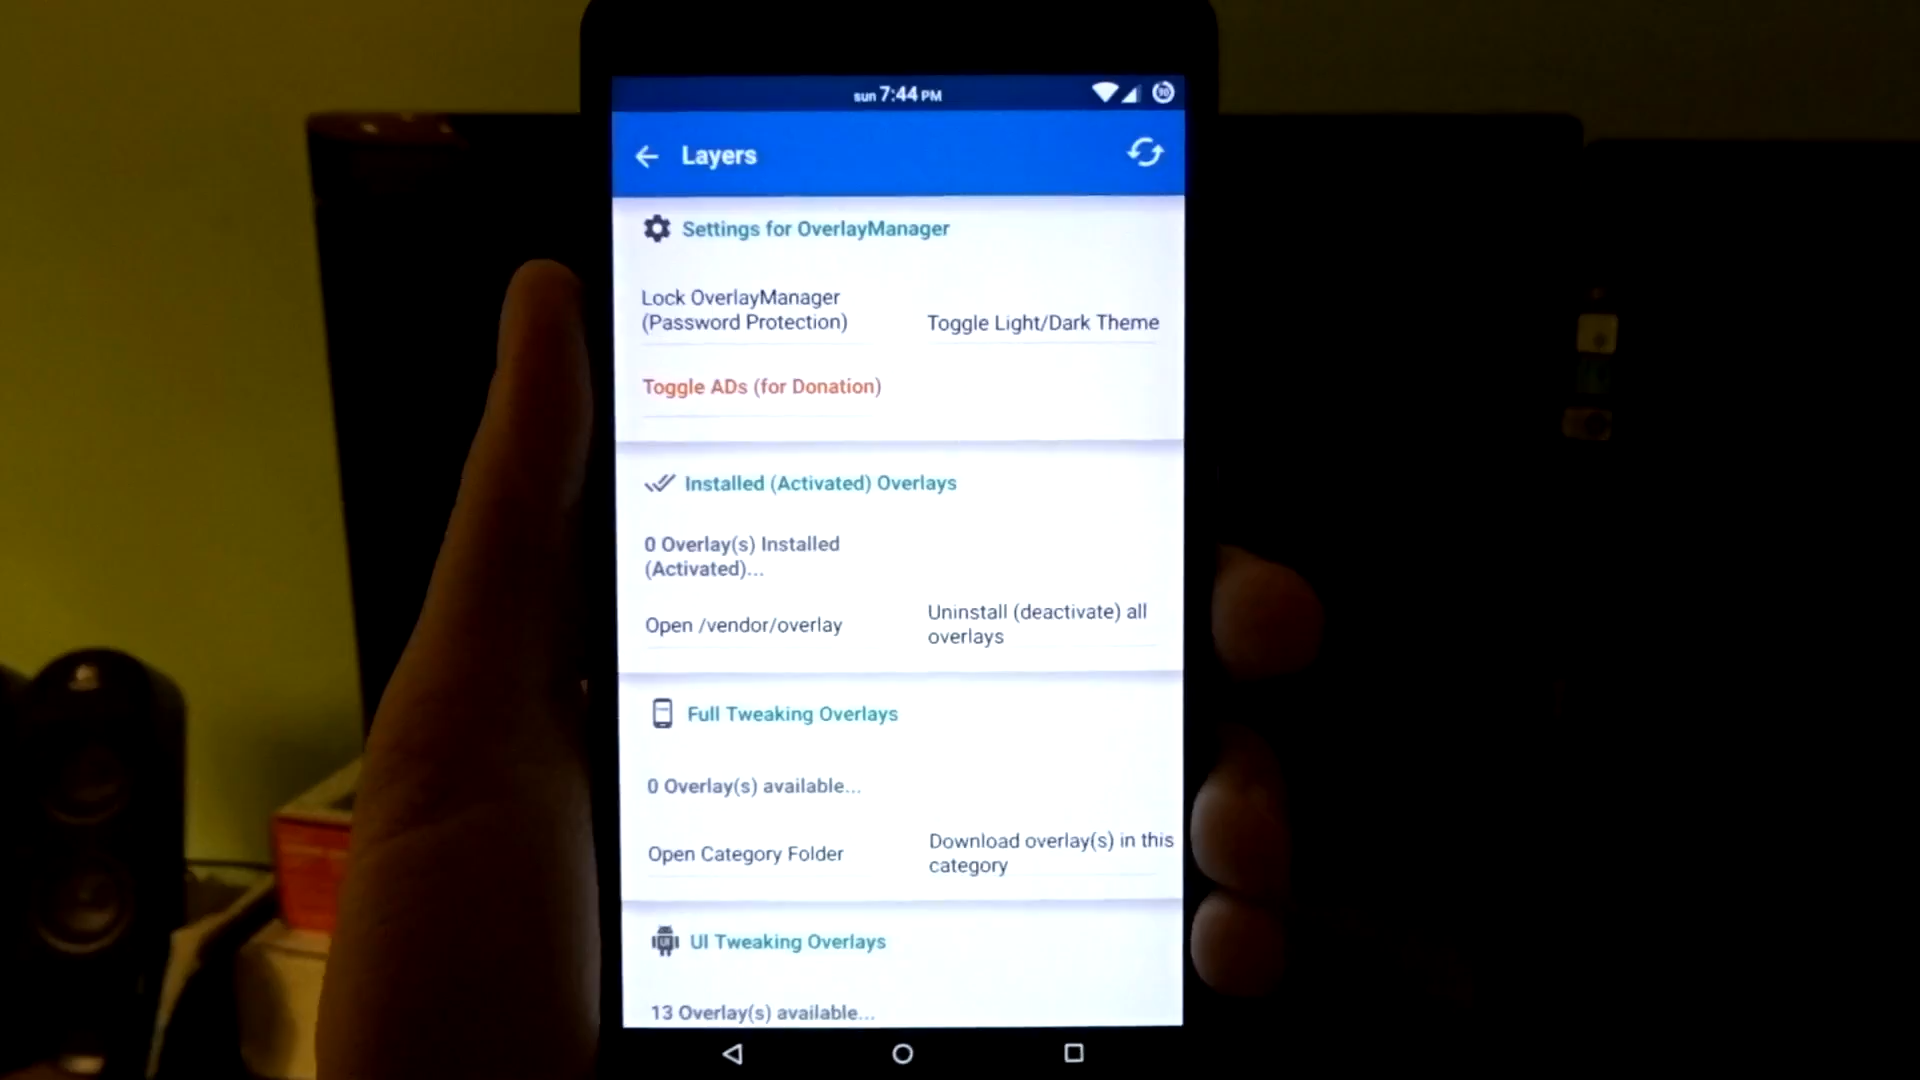 sun 7:44 PM
Layers
Settings for OverlayManager
Lock OverlayManager
(Password Protection)
Toggle Light/Dark Theme
Toggle ADs (for Donation)
Installed (Activated) Overlays
0 Overlay(s) Installed
(Activated)...
Open /vendor/overlay
Uninstall (deactivate) all
overlays
Full Tweaking Overlays
0 Overlay(s) available...
Open Category Folder
Download overlay(s) in this
category
UI Tweaking Overlays
13 Overlay(s) available...